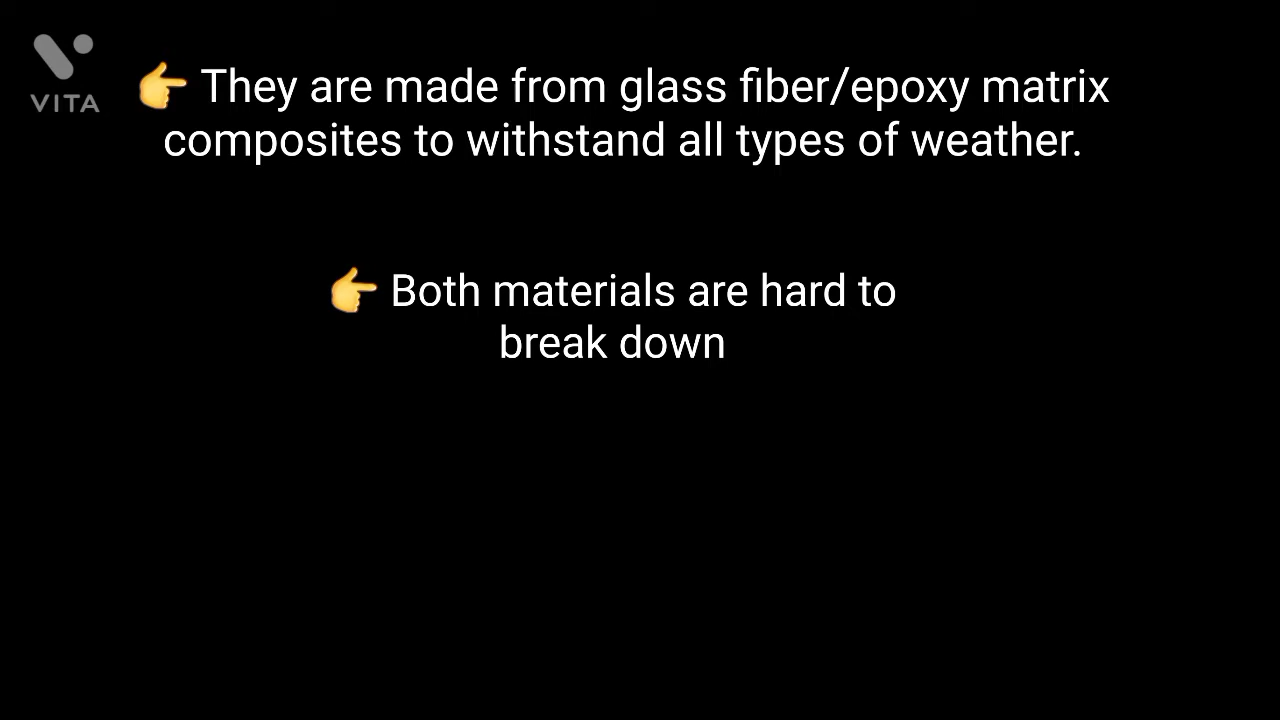 VITA
👉 They are made from glass fiber/epoxy matrix
composites to withstand all types of weather.
👉 Both materials are hard to
break down